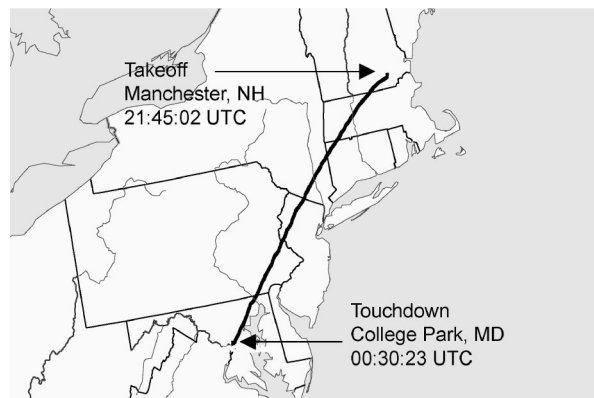 Takeoff
Manchester, NH
21:45:02 UTC
Touchdown
College Park, MD
00:30:23 UTC